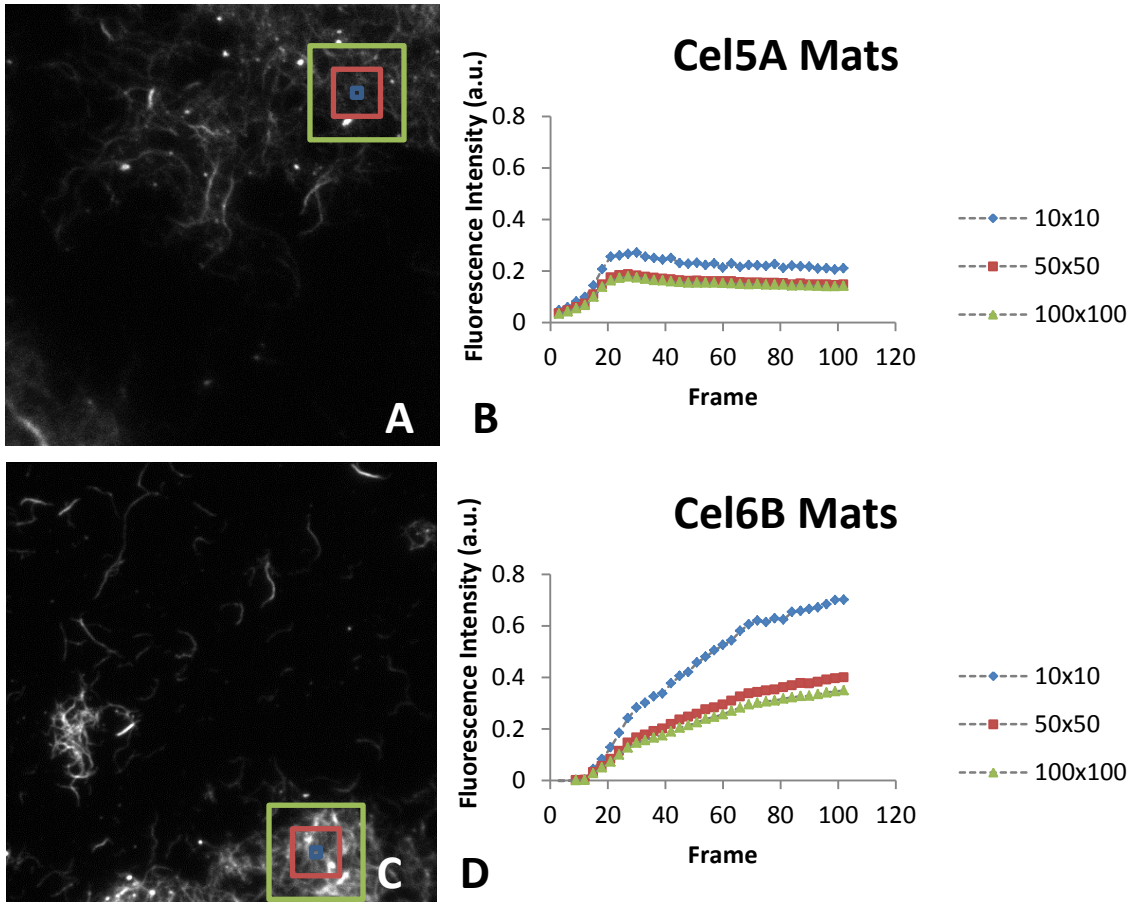 A
Cel5A Mats
Fluorescence Intensity (a.u.)
0.8
0.6
0.4
0.2
0
0 20 40 60 80 100 120
Frame
10x10
50x50
100x100
B
C
Cel6B Mats
Fluorescence Intensity (a.u.)
0.8
0.6
0.4
0.2
0
0 20 40 60 80 100 120
Frame
10x10
50x50
100x100
D